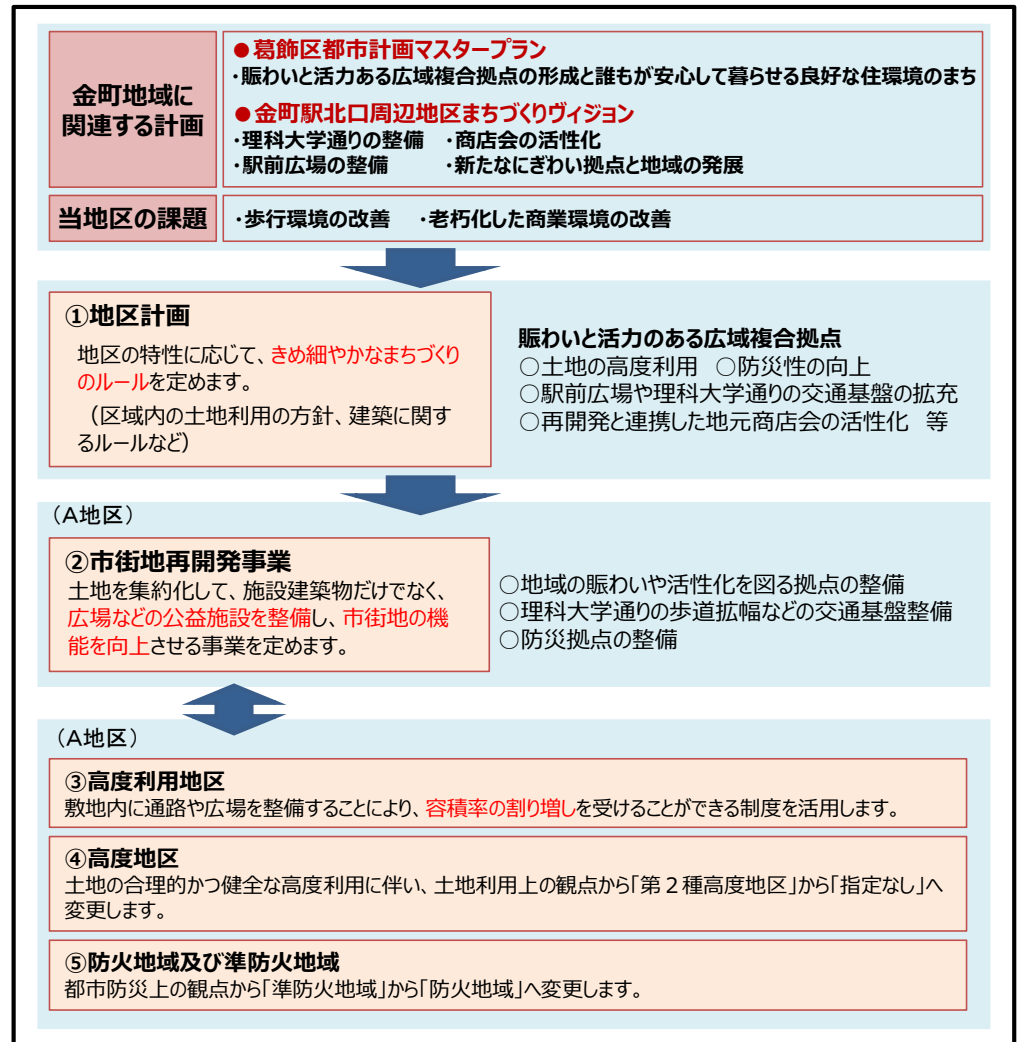 金町地域に
関連する計画
●葛飾区都市計画マスタープラン
・賑わいと活力ある広域複合拠点の形成と誰もが安心して暮らせる良好な住環境のまち
●金町駅北口周辺地区まちづくりヴィジョン
・理科大学通りの整備　・商店会の活性化
・駅前広場の整備　・新たなにぎわい拠点と地域の発展
当地区の課題
・歩行環境の改善　・老朽化した商業環境の改善
①地区計画
地区の特性に応じて、きめ細やかなまちづくり
のルールを定めます。
（区域内の土地利用の方針、建築に関す
るルールなど）
賑わいと活力のある広域複合拠点
○土地の高度利用　○防災性の向上
○駅前広場や理科大学通りの交通基盤の拡充
○再開発と連携した地元商店会の活性化　等
（A地区）
②市街地再開発事業
土地を集約化して、施設建築物だけでなく、
広場などの公益施設を整備し、市街地の機
能を向上させる事業を定めます。
○地域の賑わいや活性化を図る拠点の整備
○理科大学通りの歩道拡幅などの交通基盤整備
○防災拠点の整備
（A地区）
③高度利用地区
敷地内に通路や広場を整備することにより、容積率の割り増しを受けることができる制度を活用します。
④高度地区
土地の合理的かつ健全な高度利用に伴い、土地利用上の観点から「第２種高度地区」から「指定なし」へ
変更します。
⑤防火地域及び準防火地域
都市防災上の観点から「準防火地域」から「防火地域」へ変更します。